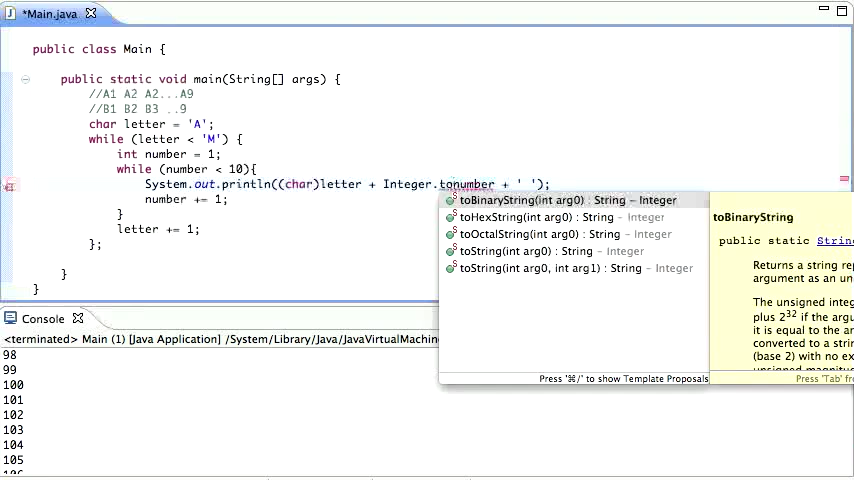 *Main.java
public class Main {
public static void main(String[] args) {
//A1 A2 A2...A9
//B1 B2 B3 ..9
char letter = 'A';
while (letter < 'M') {
int number = 1;
while (number < 10){
System.out.println((char)letter + Integer.tonumber + ' ');
number += 1;
}
letter += 1;
};
}
}
toBinaryString(int arg0) : String - Integer
toHexString(int arg0) : String - Integer
toOctalString(int arg0) : String - Integer
toString(int arg0) : String - Integer
toString(int arg0, int arg1) : String - Integer
Press '⌘/' to show Template Proposals
toBinaryString
public static String
Returns a string re
argument as an un
The unsigned integ
plus 2³² if the argu
it is equal to the ar
converted to a strin
(base 2) with no ex
unsigned magnitu
Press 'Tab' fr
Console
<terminated> Main (1) [Java Application] /System/Library/Java/JavaVirtualMachin
98
99
100
101
102
103
104
105
106